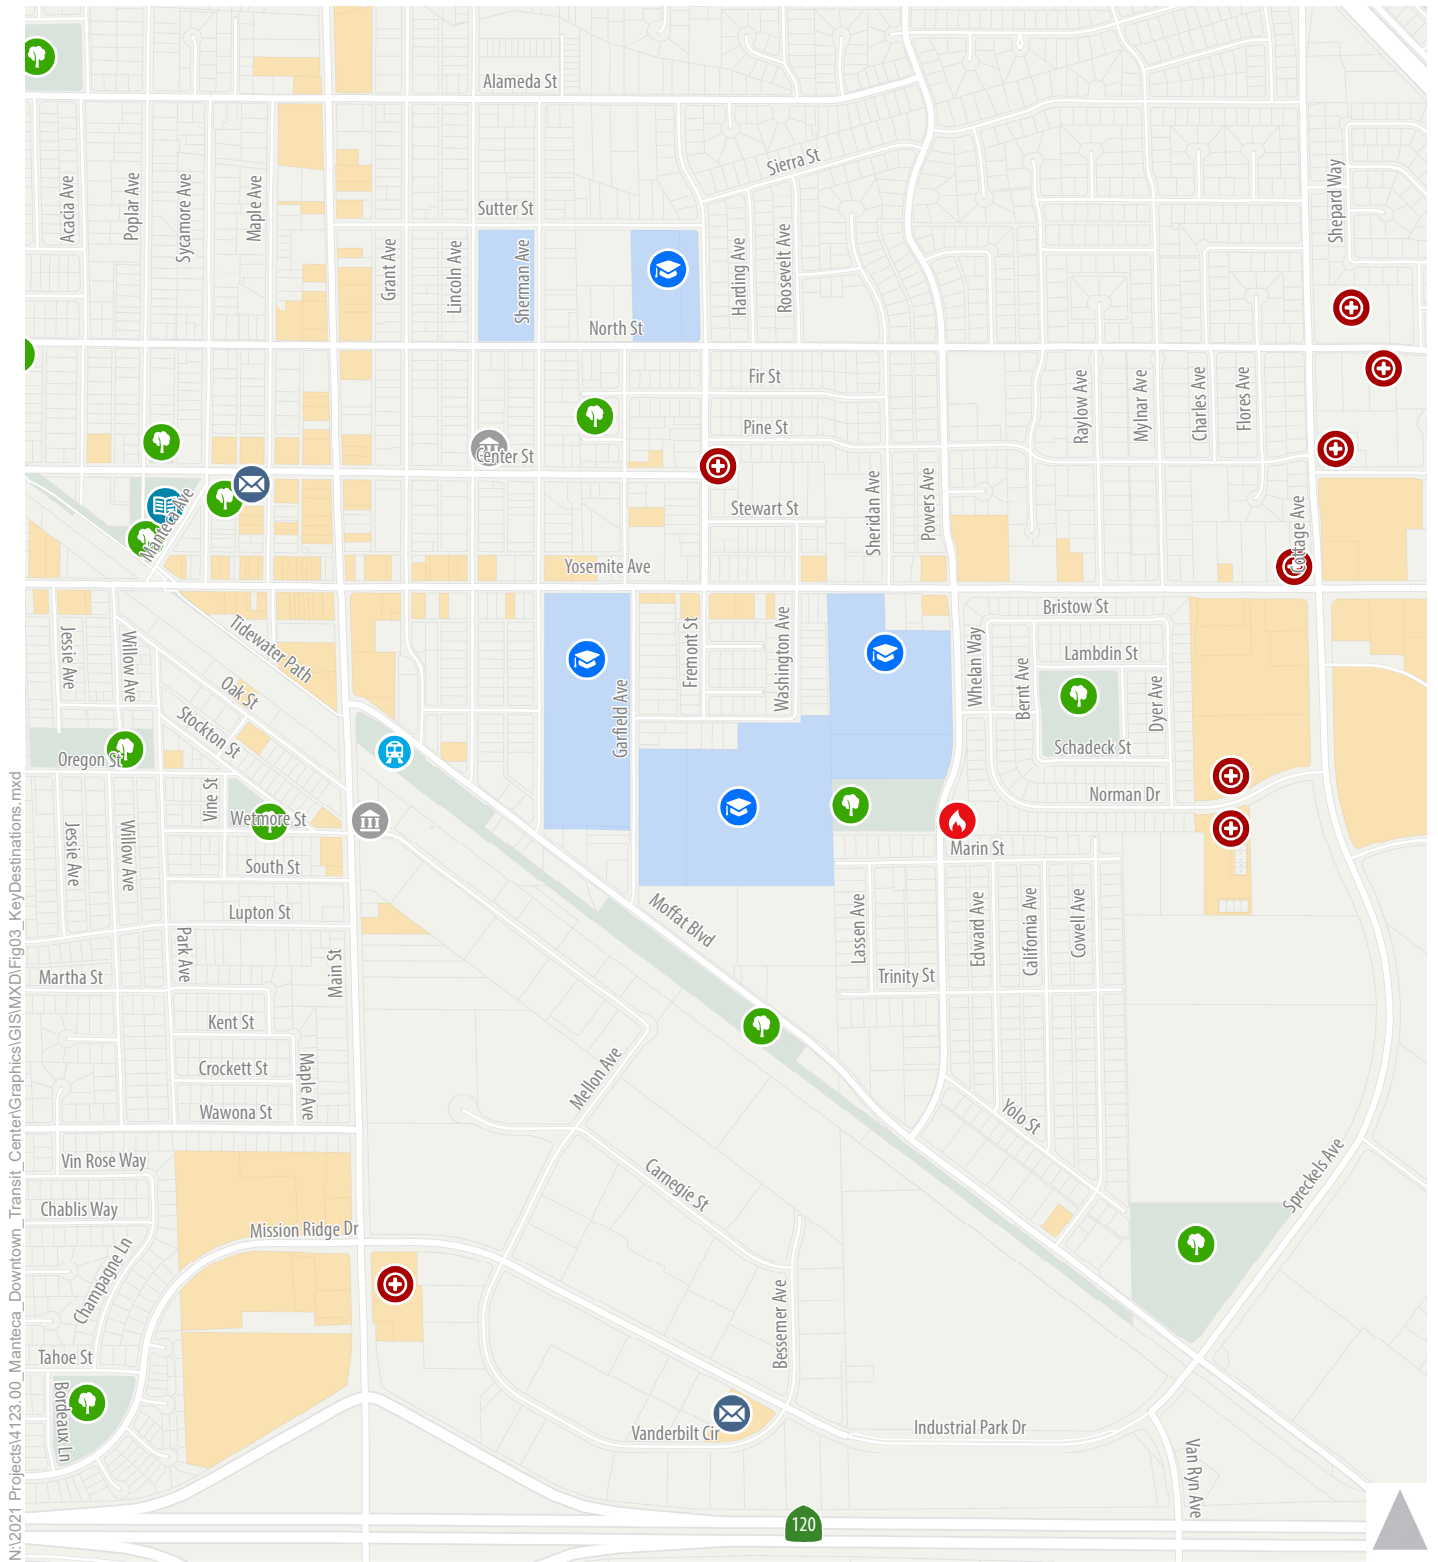 Alameda St
Sierra St
Shepard Way
Acacia Ave
Poplar Ave
Sycamore Ave
Maple Ave
Sutter St
Grant Ave
Lincoln Ave
Sherman Ave
Harding Ave
Roosevelt Ave
North St
Fir St
Raylow Ave
Mylnar Ave
Charles Ave
Flores Ave
Pine St
Center St
Stewart St
Sheridan Ave
Powers Ave
Manteca Ave
Cottage Ave
Yosemite Ave
Bristow St
Tidewater Path
Jessie Ave
Willow Ave
Fremont St
Washington Ave
Whelan Way
Lambdin St
Bernt Ave
Dyer Ave
Oak St
Stockton St
Garfield Ave
Oregon St
Schadeck St
Vine St
Norman Dr
Wetmore St
Jessie Ave
Willow Ave
Marin St
South St
Lupton St
Moffat Blvd
Lassen Ave
Edward Ave
California Ave
Cowell Ave
Park Ave
Main St
Martha St
Trinity St
Kent St
Crockett St
Maple Ave
Mellon Ave
Wawona St
Yolo St
Vin Rose Way
Carnegie St
Spreckels Ave
Chablis Way
Mission Ridge Dr
Champagne Ln
Bessemer Ave
Tahoe St
Bordeaux Ln
Vanderbilt Cir
Industrial Park Dr
Van Ryn Ave
120
N:\2021 Projects\4123.00_Manteca_Downtown_Transit_Center\Graphics\GIS\MXD\Fig03_KeyDestinations.mxd